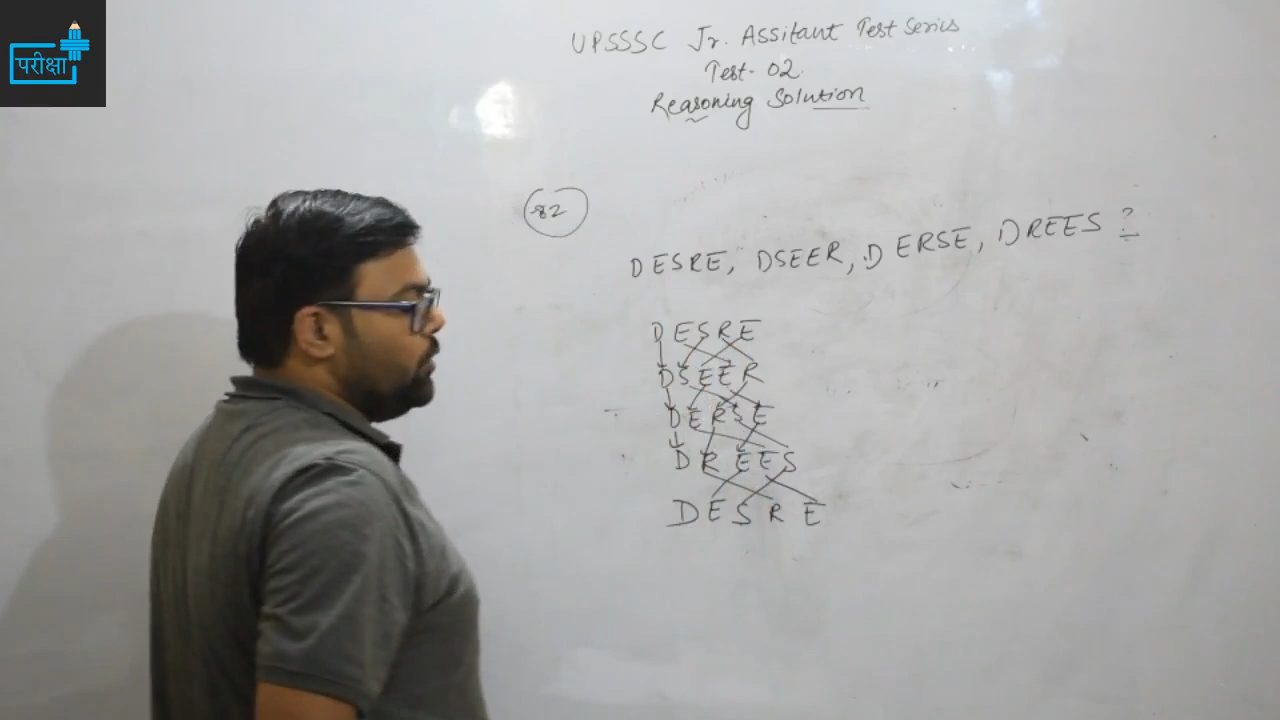 परीक्षा
UPSSSC Jr. Assitant Test Series
Test- 02.
Reasoning Solution
82
DESRE, DSEER, DERSE, DREES ?
DESRE
DSEER
DERSE
DREES
DESRE